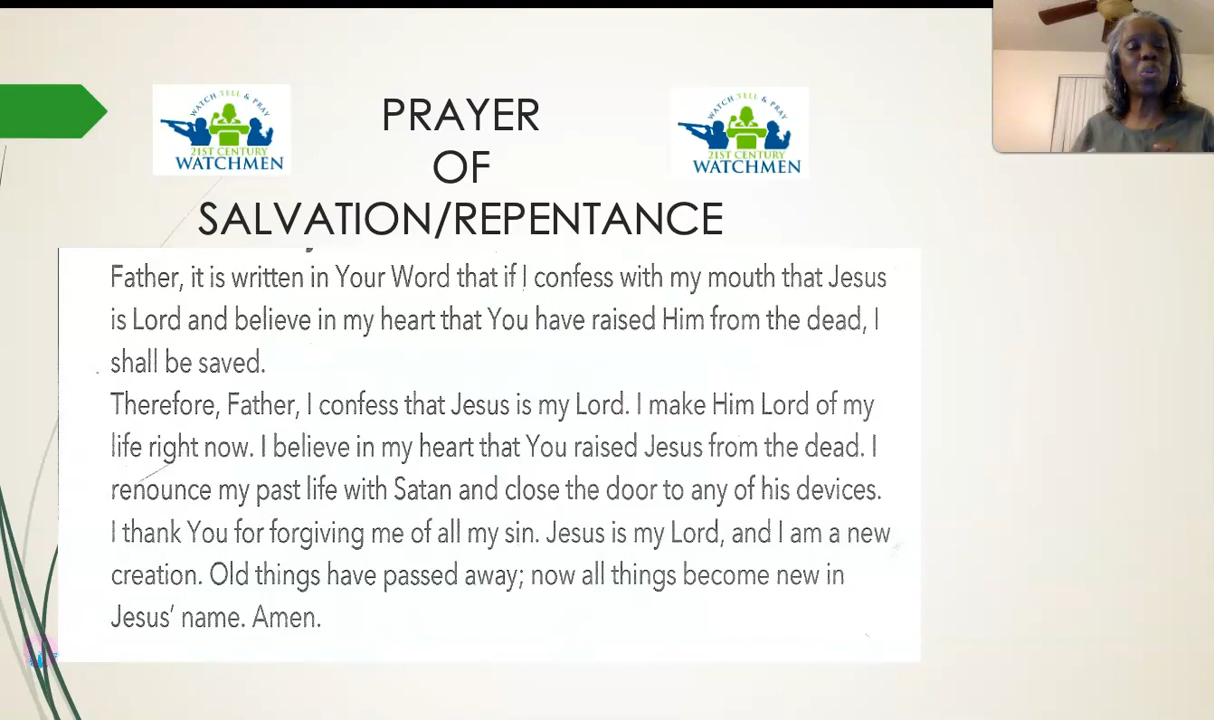 WATCH TELL & PRAY
21ST CENTURY
WATCHMEN
PRAYER
OF
SALVATION/REPENTANCE
WATCH TELL & PRAY
21ST CENTURY
WATCHMEN
Father, it is written in Your Word that if I confess with my mouth that Jesus
is Lord and believe in my heart that You have raised Him from the dead, I
shall be saved.
Therefore, Father, I confess that Jesus is my Lord. I make Him Lord of my
life right now. I believe in my heart that You raised Jesus from the dead. I
renounce my past life with Satan and close the door to any of his devices.
I thank You for forgiving me of all my sin. Jesus is my Lord, and I am a new
creation. Old things have passed away; now all things become new in
Jesus' name. Amen.